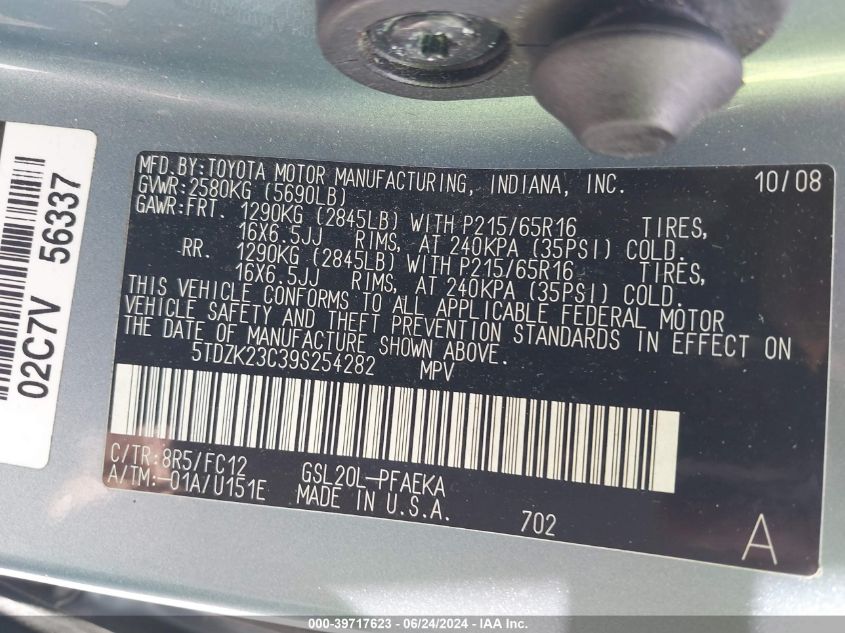 MFD.BY:TOYOTA MOTOR MANUFACTURING, INDIANA, INC. 10/08
GVWR:2580KG (5690LB)
GAWR:FRT. 1290KG (2845LB) WITH P215/65R16 TIRES,
16X6.5JJ RIMS, AT 240KPA (35PSI) COLD.
RR. 1290KG (2845LB) WITH P215/65R16 TIRES,
16X6.5JJ RIMS, AT 240KPA (35PSI) COLD.
THIS VEHICLE CONFORMS TO ALL APPLICABLE FEDERAL MOTOR
VEHICLE SAFETY AND THEFT PREVENTION STANDARDS IN EFFECT ON
THE DATE OF MANUFACTURE SHOWN ABOVE.
5TDZK23C39S254282 MPV
C/TR:8R5/FC12
A/TM:-01A/U151E
GSL20L-PFAEKA
MADE IN U.S.A.
702
A
02C7V 56337
000-39717623 - 06/24/2024 - IAA Inc.